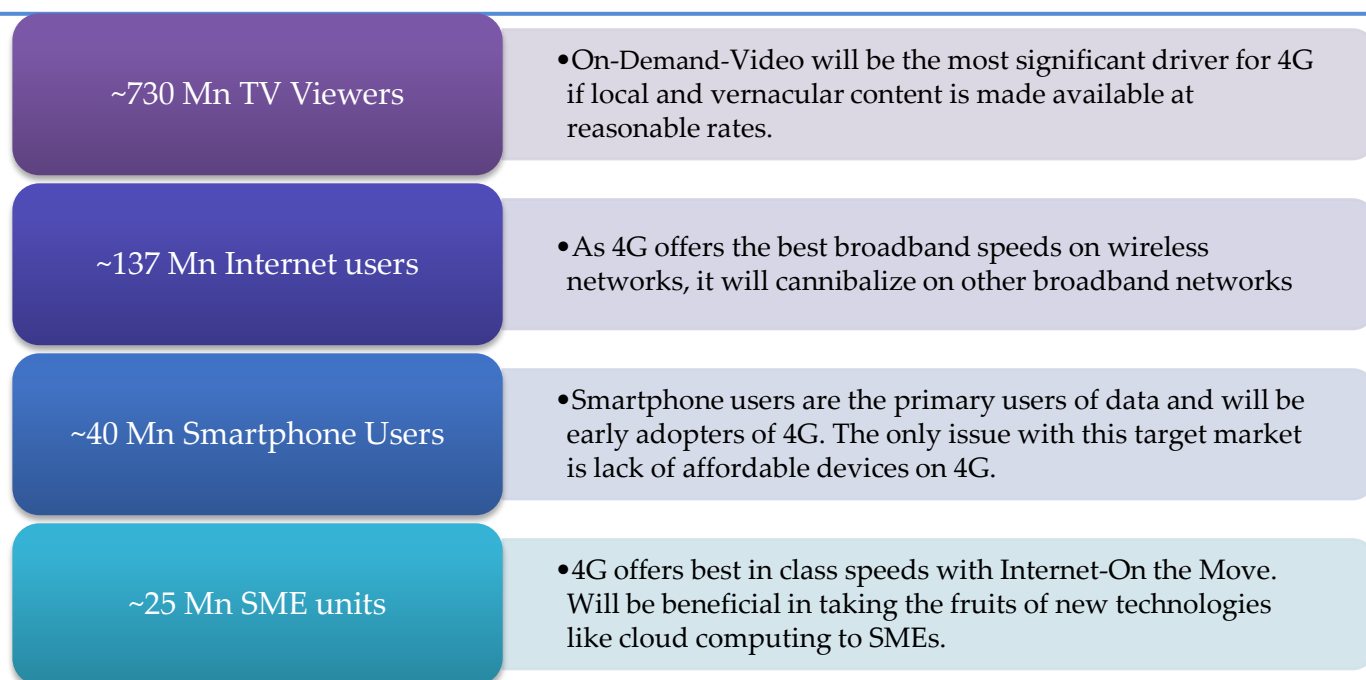 ~730 Mn TV Viewers
•On-Demand-Video will be the most significant driver for 4G
if local and vernacular content is made available at
reasonable rates.
~137 Mn Internet users
•As 4G offers the best broadband speeds on wireless
networks, it will cannibalize on other broadband networks
~40 Mn Smartphone Users
•Smartphone users are the primary users of data and will be
early adopters of 4G. The only issue with this target market
is lack of affordable devices on 4G.
~25 Mn SME units
•4G offers best in class speeds with Internet-On the Move.
Will be beneficial in taking the fruits of new technologies
like cloud computing to SMEs.